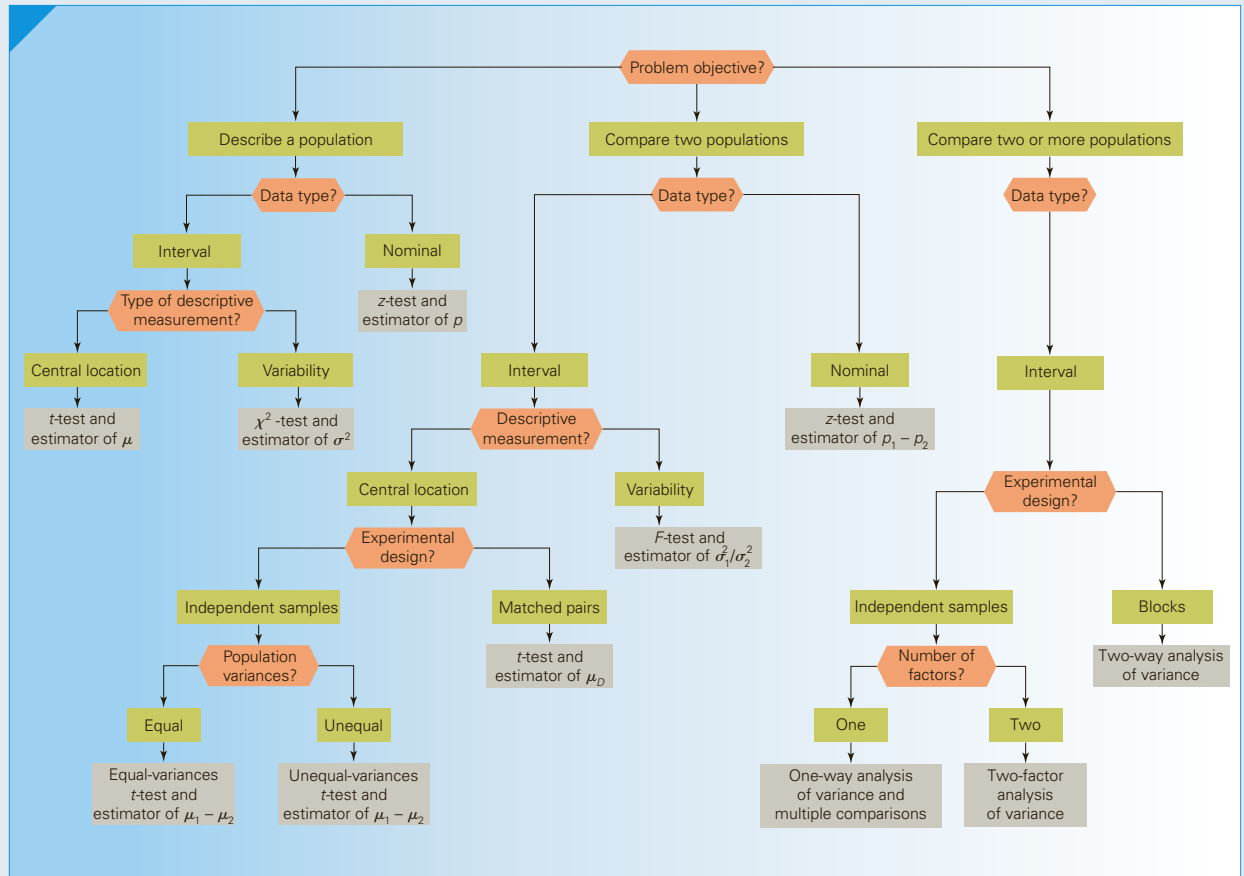 Problem objective?
Describe a population
Compare two populations
Compare two or more populations
Data type?
Data type?
Data type?
Interval
Nominal
z-test and
estimator of p
Type of descriptive
measurement?
Central location
Variability
Interval
Nominal
Interval
t-test and
estimator of μ
χ² -test and
estimator of σ²
Descriptive
measurement?
z-test and
estimator of p₁ – p₂
Central location
Variability
Experimental
design?
Experimental
design?
F-test and
estimator of σ₁²/σ₂²
Independent samples
Matched pairs
Independent samples
Blocks
Population
variances?
t-test and
estimator of μ_D
Number of
factors?
Two-way analysis
of variance
Equal
Unequal
One
Two
Equal-variances
t-test and
estimator of μ₁ – μ₂
Unequal-variances
t-test and
estimator of μ₁ – μ₂
One-way analysis
of variance and
multiple comparisons
Two-factor
analysis
of variance